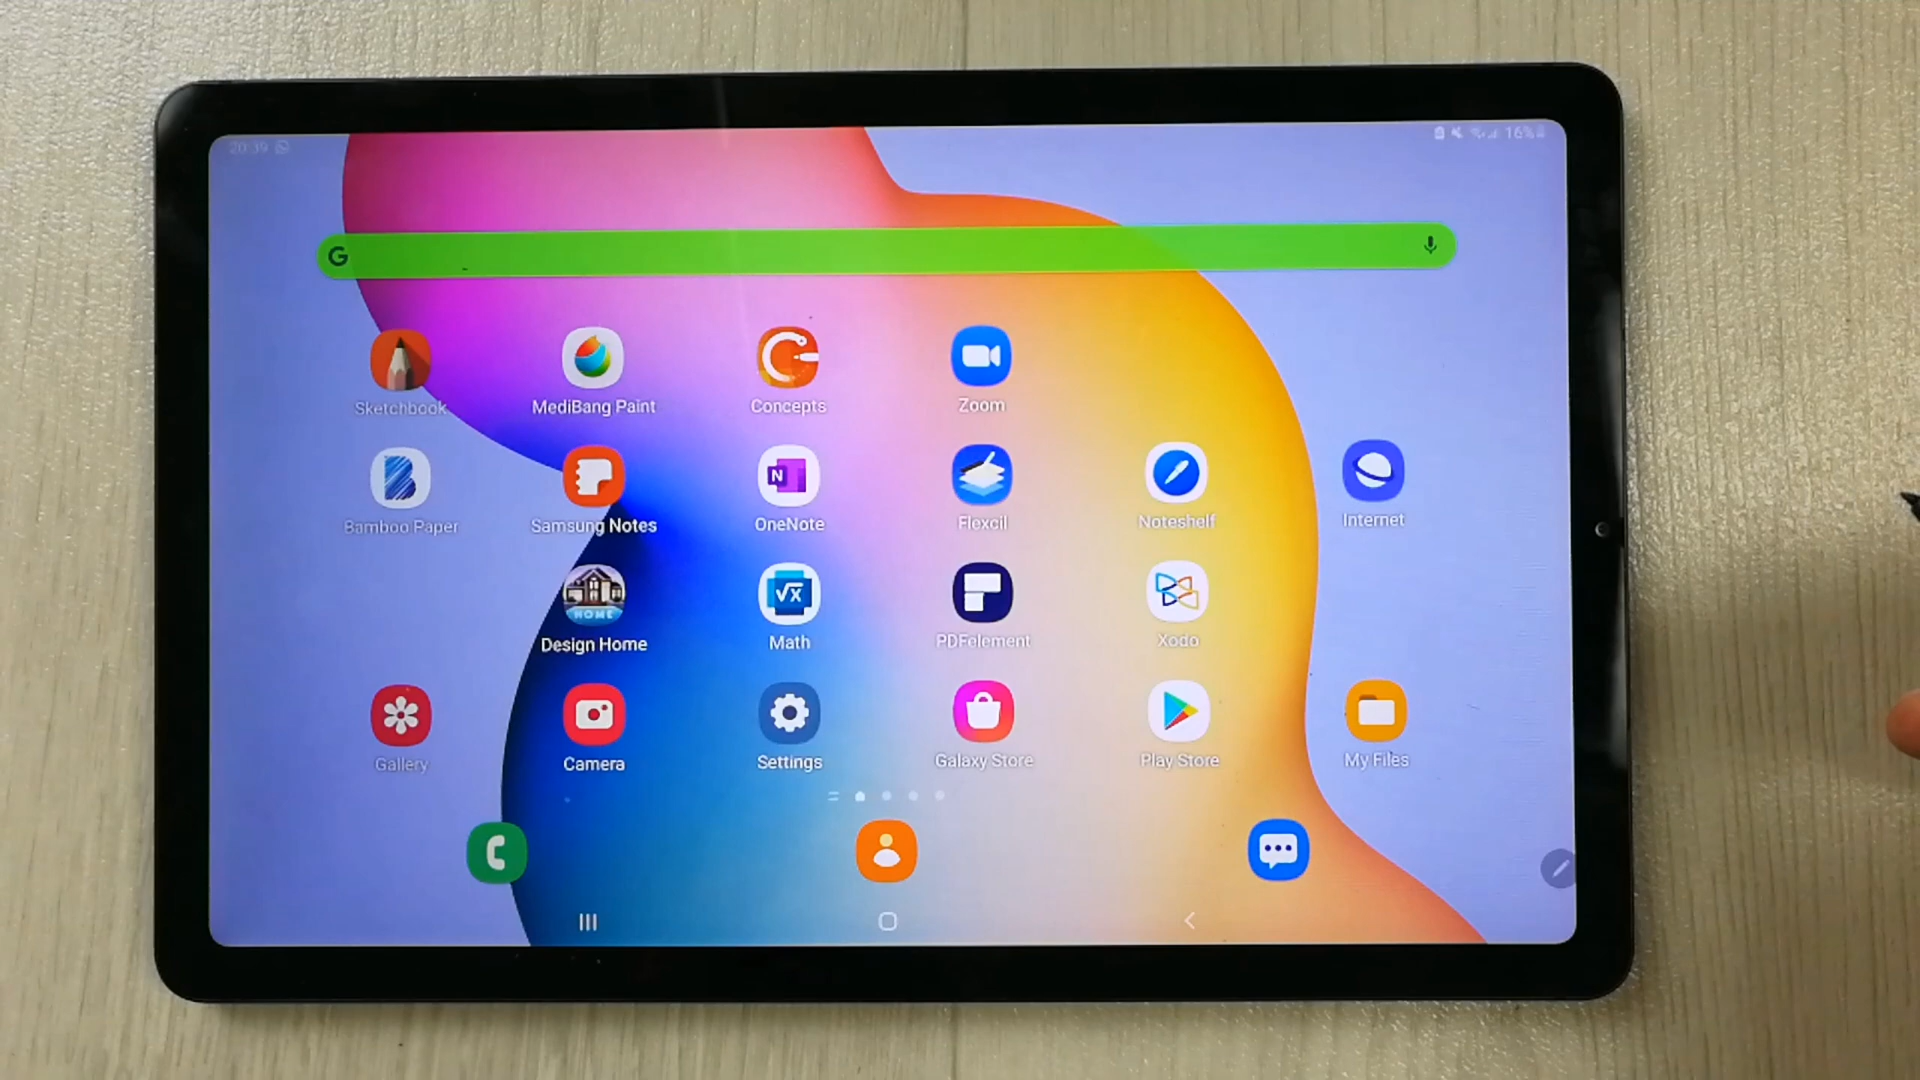 20:39
16%
G
Sketchbook MediBang Paint Concepts Zoom
Bamboo Paper Samsung Notes OneNote Flexcil Noteshelf Internet
N
HOME
√x
Design Home Math PDFelement Xodo
Gallery Camera Settings Galaxy Store Play Store My Files